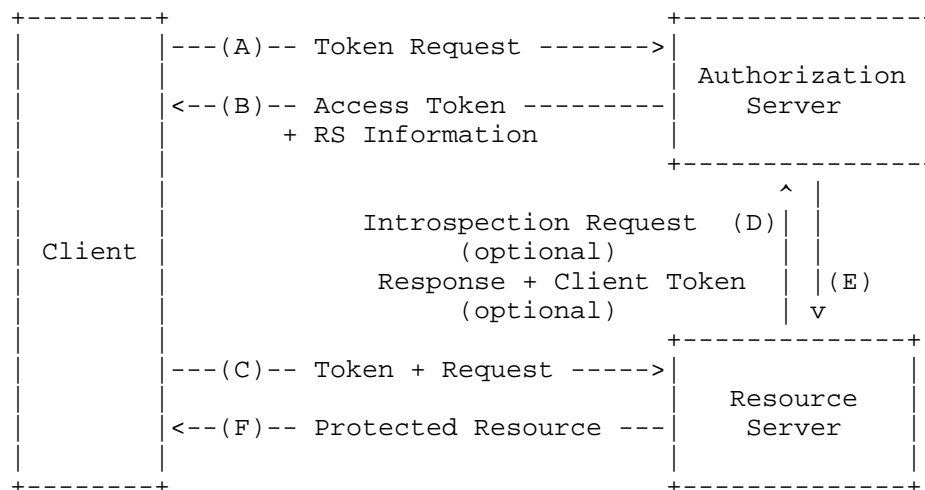 ---(A)-- Token Request ------->
Authorization
<--(B)-- Access Token ---------
Server
+ RS Information
Introspection Request (D)
Client
(optional)
Response + Client Token
(E)
(optional)
---(C)-- Token + Request ----->
Resource
<--(F)-- Protected Resource ---
Server